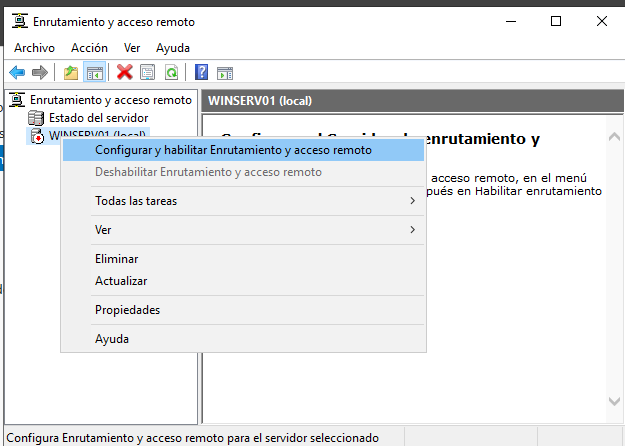 Enrutamiento y acceso remoto
Archivo Acción Ver Ayuda
Enrutamiento y acceso remoto
Estado del servidor
WINSERV01 (local)
WINSERV01 (local)
enrutamiento y
Configurar y habilitar Enrutamiento y acceso remoto
Deshabilitar Enrutamiento y acceso remoto
acceso remoto, en el menú
pués en Habilitar enrutamiento
Todas las tareas
Ver
Eliminar
Actualizar
Propiedades
Ayuda
Configura Enrutamiento y acceso remoto para el servidor seleccionado